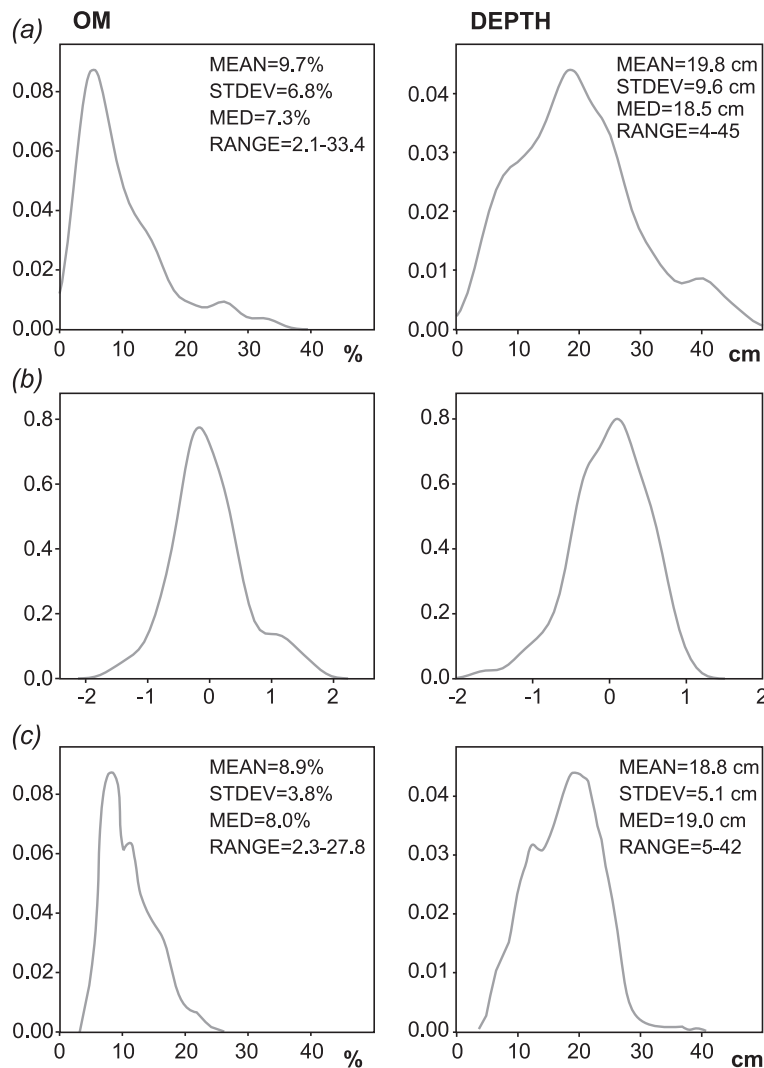 OM
DEPTH
(a)
MEAN=9.7%
STDEV=6.8%
MED=7.3%
RANGE=2.1-33.4
0.08
0.06
0.04
0.02
0.00
0
10
20
30
40
%
MEAN=19.8 cm
STDEV=9.6 cm
MED=18.5 cm
RANGE=4-45
0.04
0.03
0.02
0.01
0.00
0
10
20
30
40
cm
(b)
0.8
0.6
0.4
0.2
0.0
-2
-1
0
1
2
0.8
0.6
0.4
0.2
0.0
-2
-1
0
1
2
(c)
MEAN=8.9%
STDEV=3.8%
MED=8.0%
RANGE=2.3-27.8
0.08
0.06
0.04
0.02
0.00
0
10
20
30
40
%
MEAN=18.8 cm
STDEV=5.1 cm
MED=19.0 cm
RANGE=5-42
0.04
0.03
0.02
0.01
0.00
0
10
20
30
40
cm